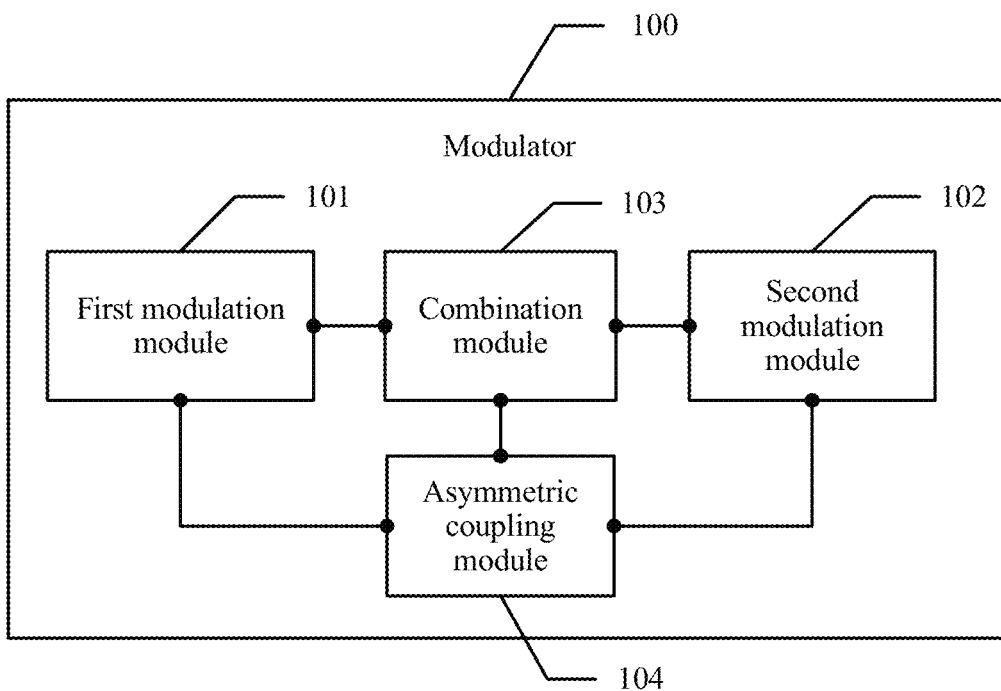 100
Modulator
101
103
102
First modulation
module
Combination
module
Second
modulation
module
Asymmetric
coupling
module
104